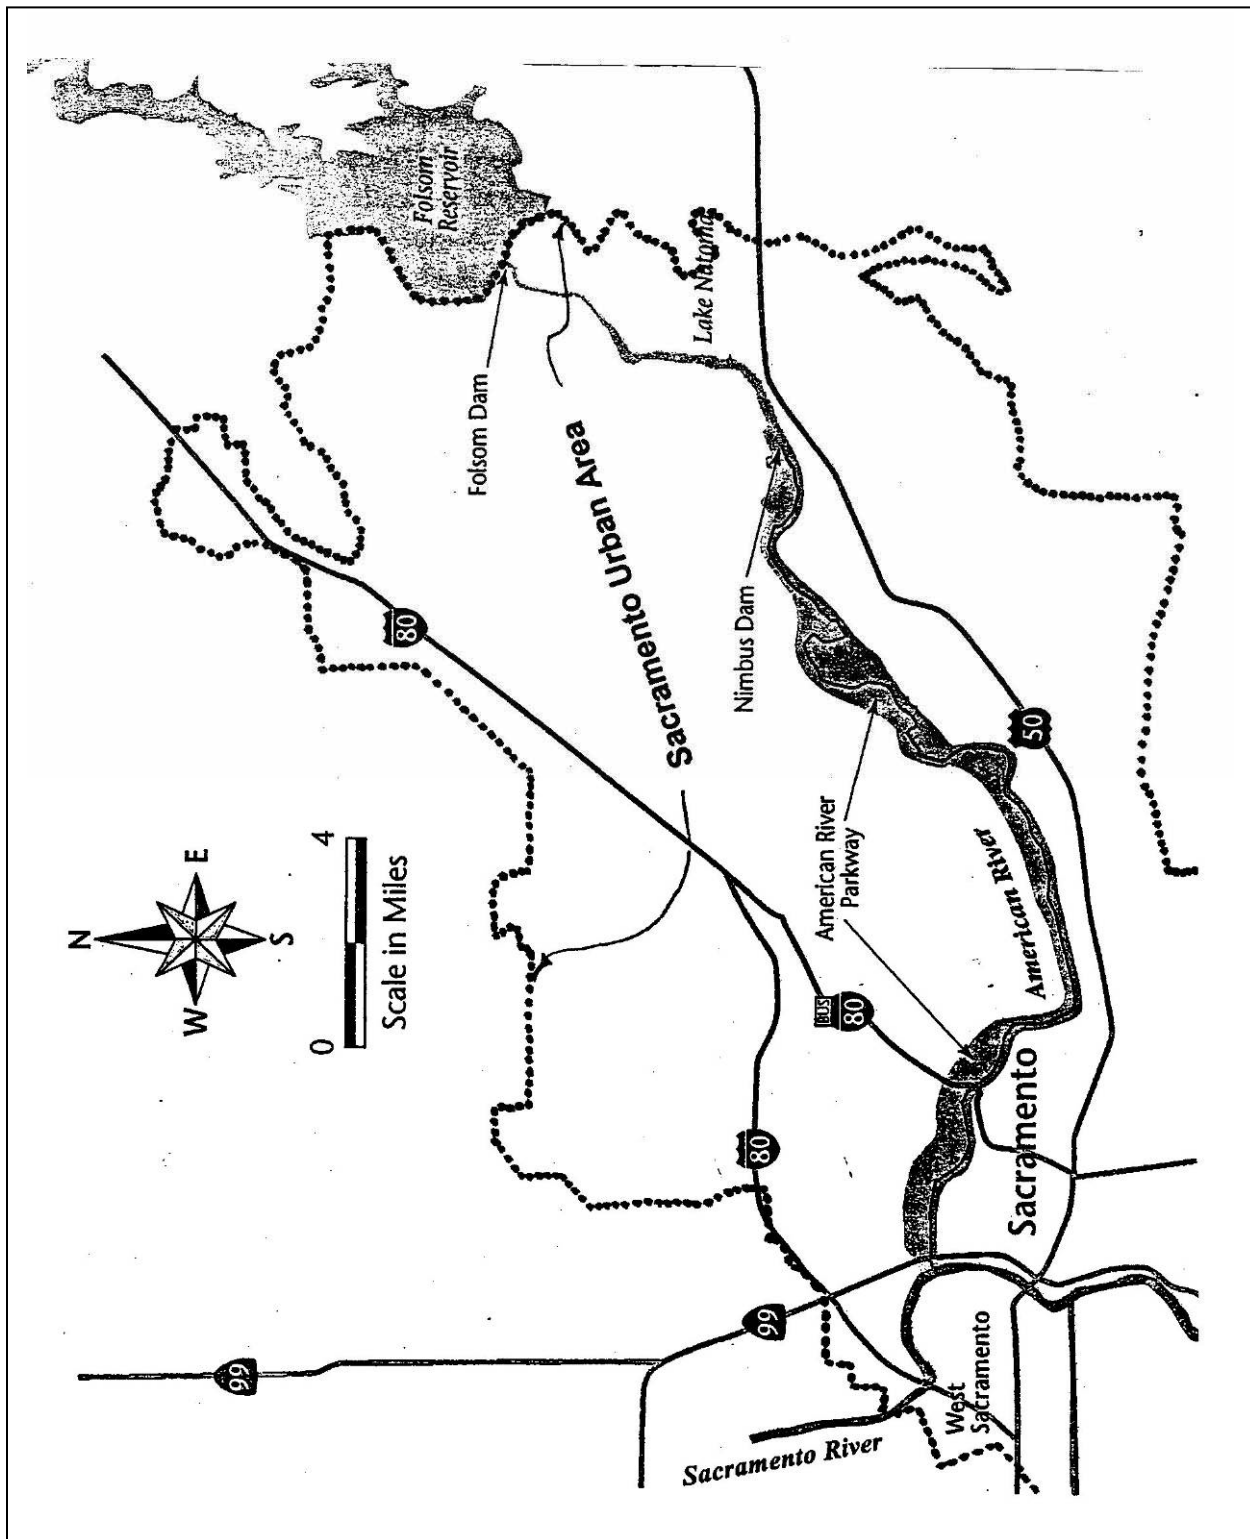 N
W
E
S
0
4
Scale in Miles
99
99
80
80
BUS
80
50
Folsom
Reservoir
Folsom Dam
Lake Natoma
Sacramento Urban Area
Nimbus Dam
American River
Parkway
American River
Sacramento
West
Sacramento
Sacramento River